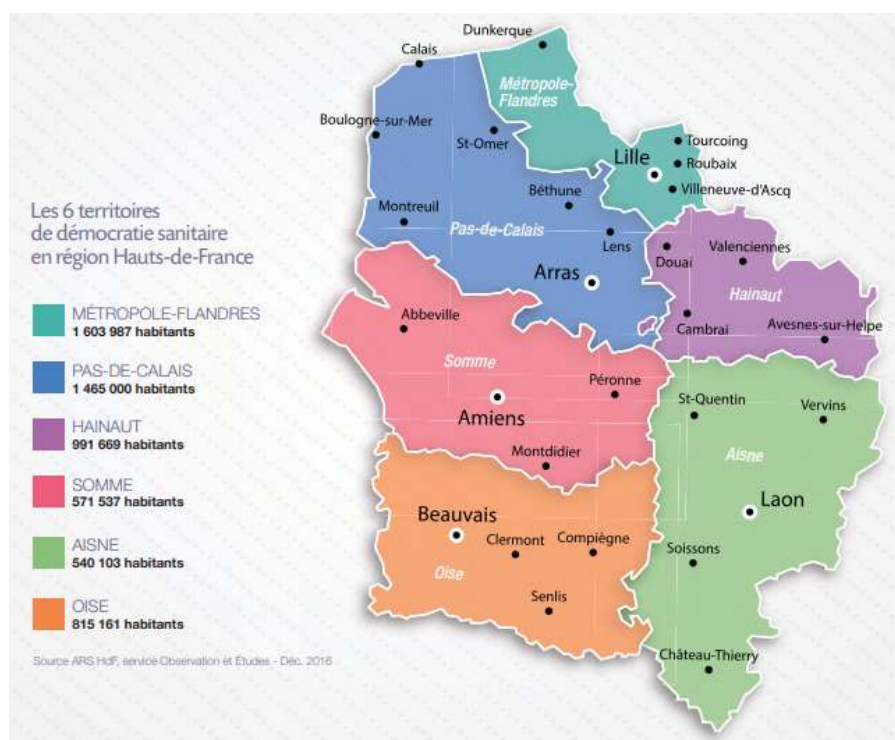 Les 6 territoires
de démocratie sanitaire
en région Hauts-de-France
MÉTROPOLE-FLANDRES
1 603 987 habitants
PAS-DE-CALAIS
1 465 000 habitants
HAINAUT
991 669 habitants
SOMME
571 537 habitants
AISNE
540 103 habitants
OISE
815 161 habitants
Source ARS HdF, service Observation et Études - Déc. 2016
Dunkerque
Calais
Métropole-
Flandres
Boulogne-sur-Mer
St-Omer
Lille
Tourcoing
Roubaix
Villeneuve-d'Ascq
Béthune
Montreuil
Pas-de-Calais
Lens
Douai
Valenciennes
Arras
Hainaut
Abbeville
Cambrai
Avesnes-sur-Helpe
Somme
Péronne
St-Quentin
Vervins
Amiens
Montdidier
Aisne
Beauvais
Laon
Clermont
Compiègne
Soissons
Oise
Senlis
Château-Thierry